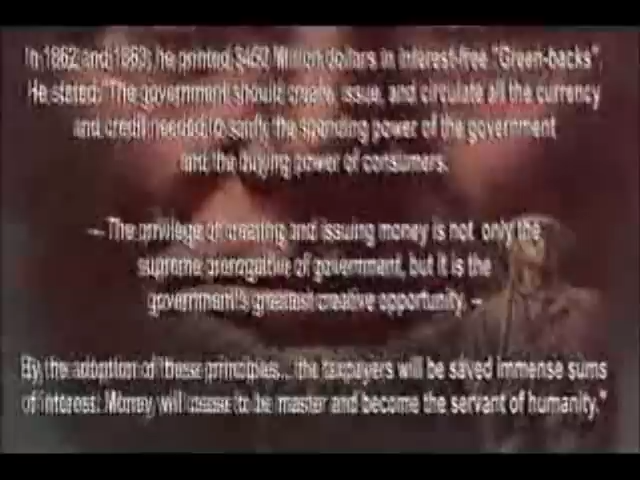 In 1862 and 1863, he printed $450 Million dollars in interest-free "Green-backs".
He stated: "The government should create, issue, and circulate all the currency
and credit needed to satisfy the spending power of the government
and the buying power of consumers.
-- The privilege of creating and issuing money is not only the
supreme prerogative of government, but it is the
government's greatest creative opportunity. --
By the adoption of these principles... the taxpayers will be saved immense sums
of interest. Money will cease to be master and become the servant of humanity."